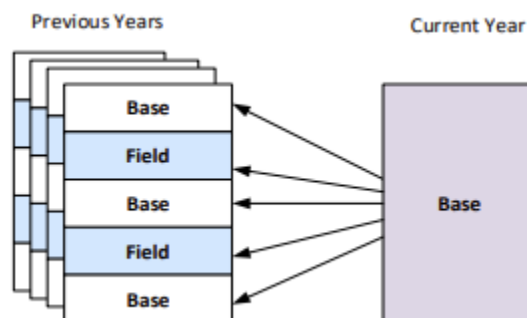 Previous Years
Current Year
Base
Field
Base
Field
Base
Base